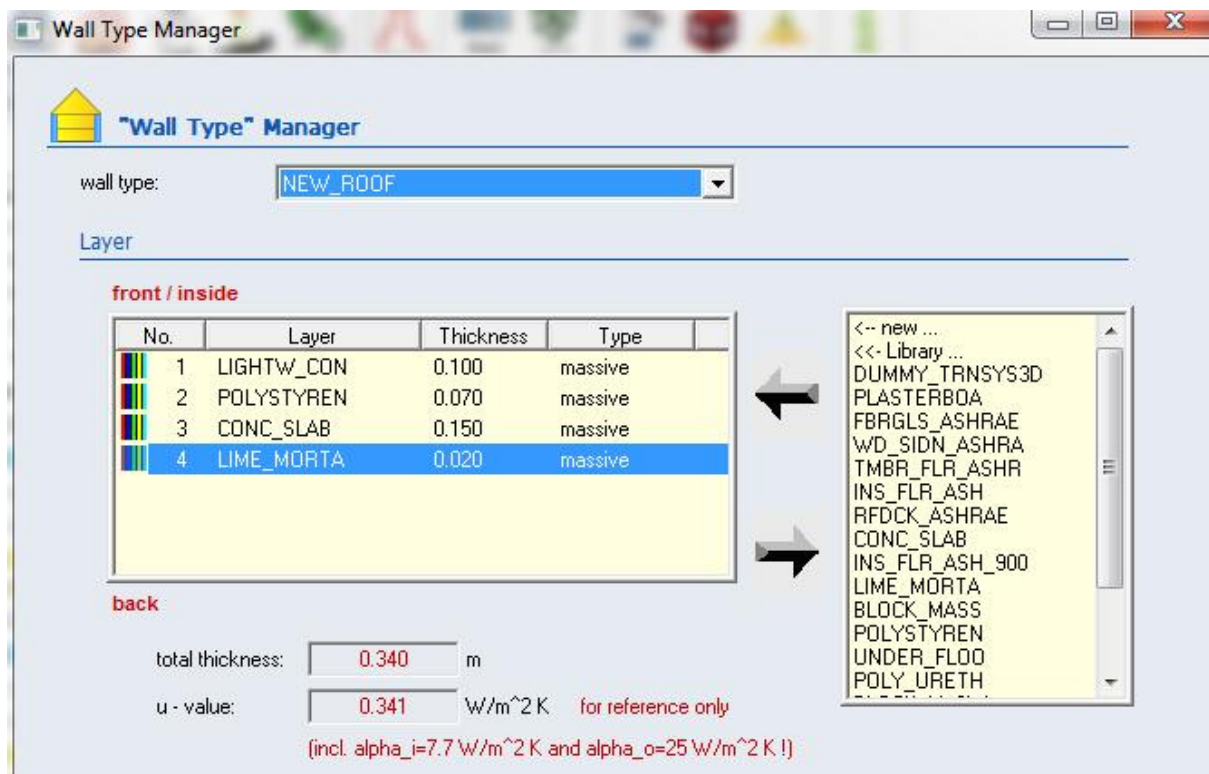 Wall Type Manager
"Wall Type" Manager
wall type: NEW_ROOF
Layer
front / inside
No. Layer Thickness Type
1 LIGHTW_CON 0.100 massive
2 POLYSTYREN 0.070 massive
3 CONC_SLAB 0.150 massive
4 LIME_MORTA 0.020 massive
back
total thickness: 0.340 m
u - value: 0.341 W/m^2 K for reference only
(incl. alpha_i=7.7 W/m^2 K and alpha_o=25 W/m^2 K !)
<-- new ...
<<- Library ...
DUMMY_TRNSYS3D
PLASTERBOA
FBRGLS_ASHRAE
WD_SIDN_ASHRA
TMBR_FLR_ASHR
INS_FLR_ASH
RFDCK_ASHRAE
CONC_SLAB
INS_FLR_ASH_900
LIME_MORTA
BLOCK_MASS
POLYSTYREN
UNDER_FLOO
POLY_URETH